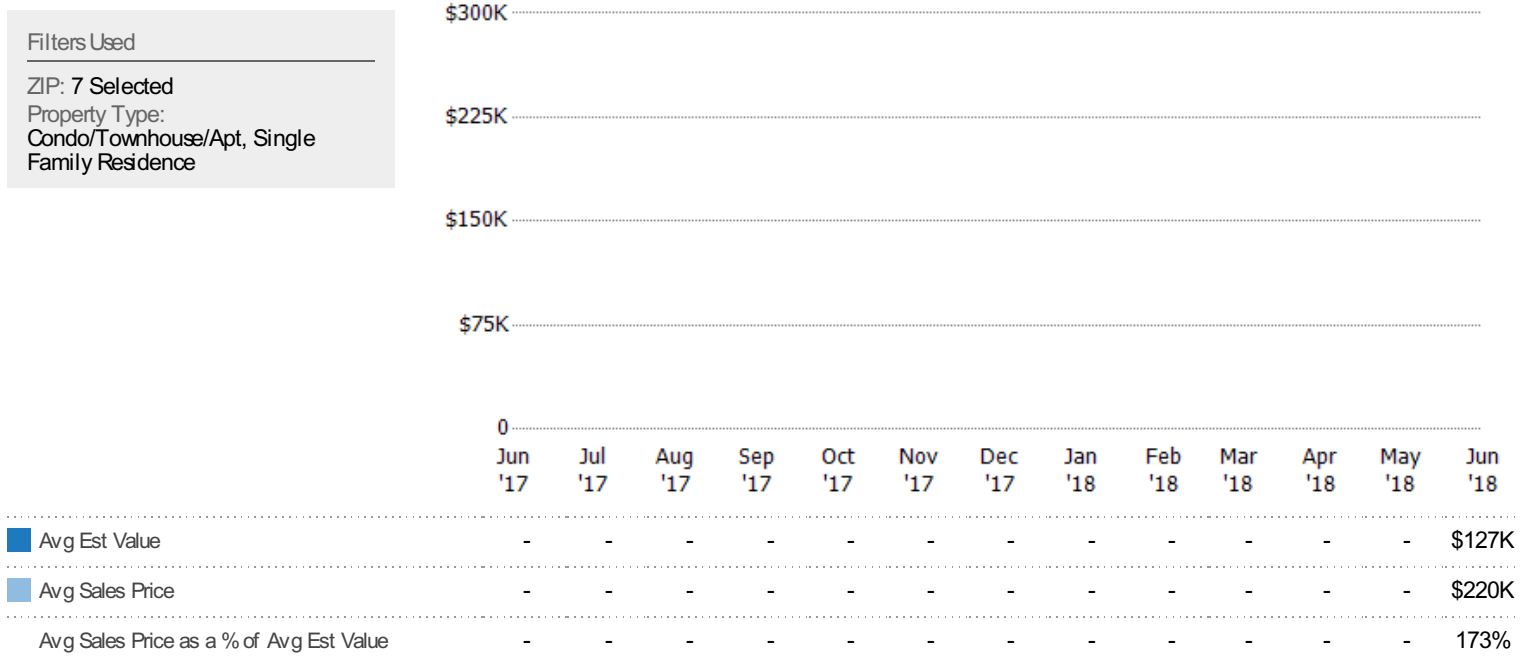 Filters Used
ZIP: 7 Selected
Property Type:
Condo/Townhouse/Apt, Single
Family Residence
$300K
$225K
$150K
$75K
0
Jun Jul Aug Sep Oct Nov Dec Jan Feb Mar Apr May Jun
'17 '17 '17 '17 '17 '17 '17 '18 '18 '18 '18 '18 '18
Avg Est Value - - - - - - - - - - - - $127K
Avg Sales Price - - - - - - - - - - - - $220K
Avg Sales Price as a % of Avg Est Value - - - - - - - - - - - - 173%